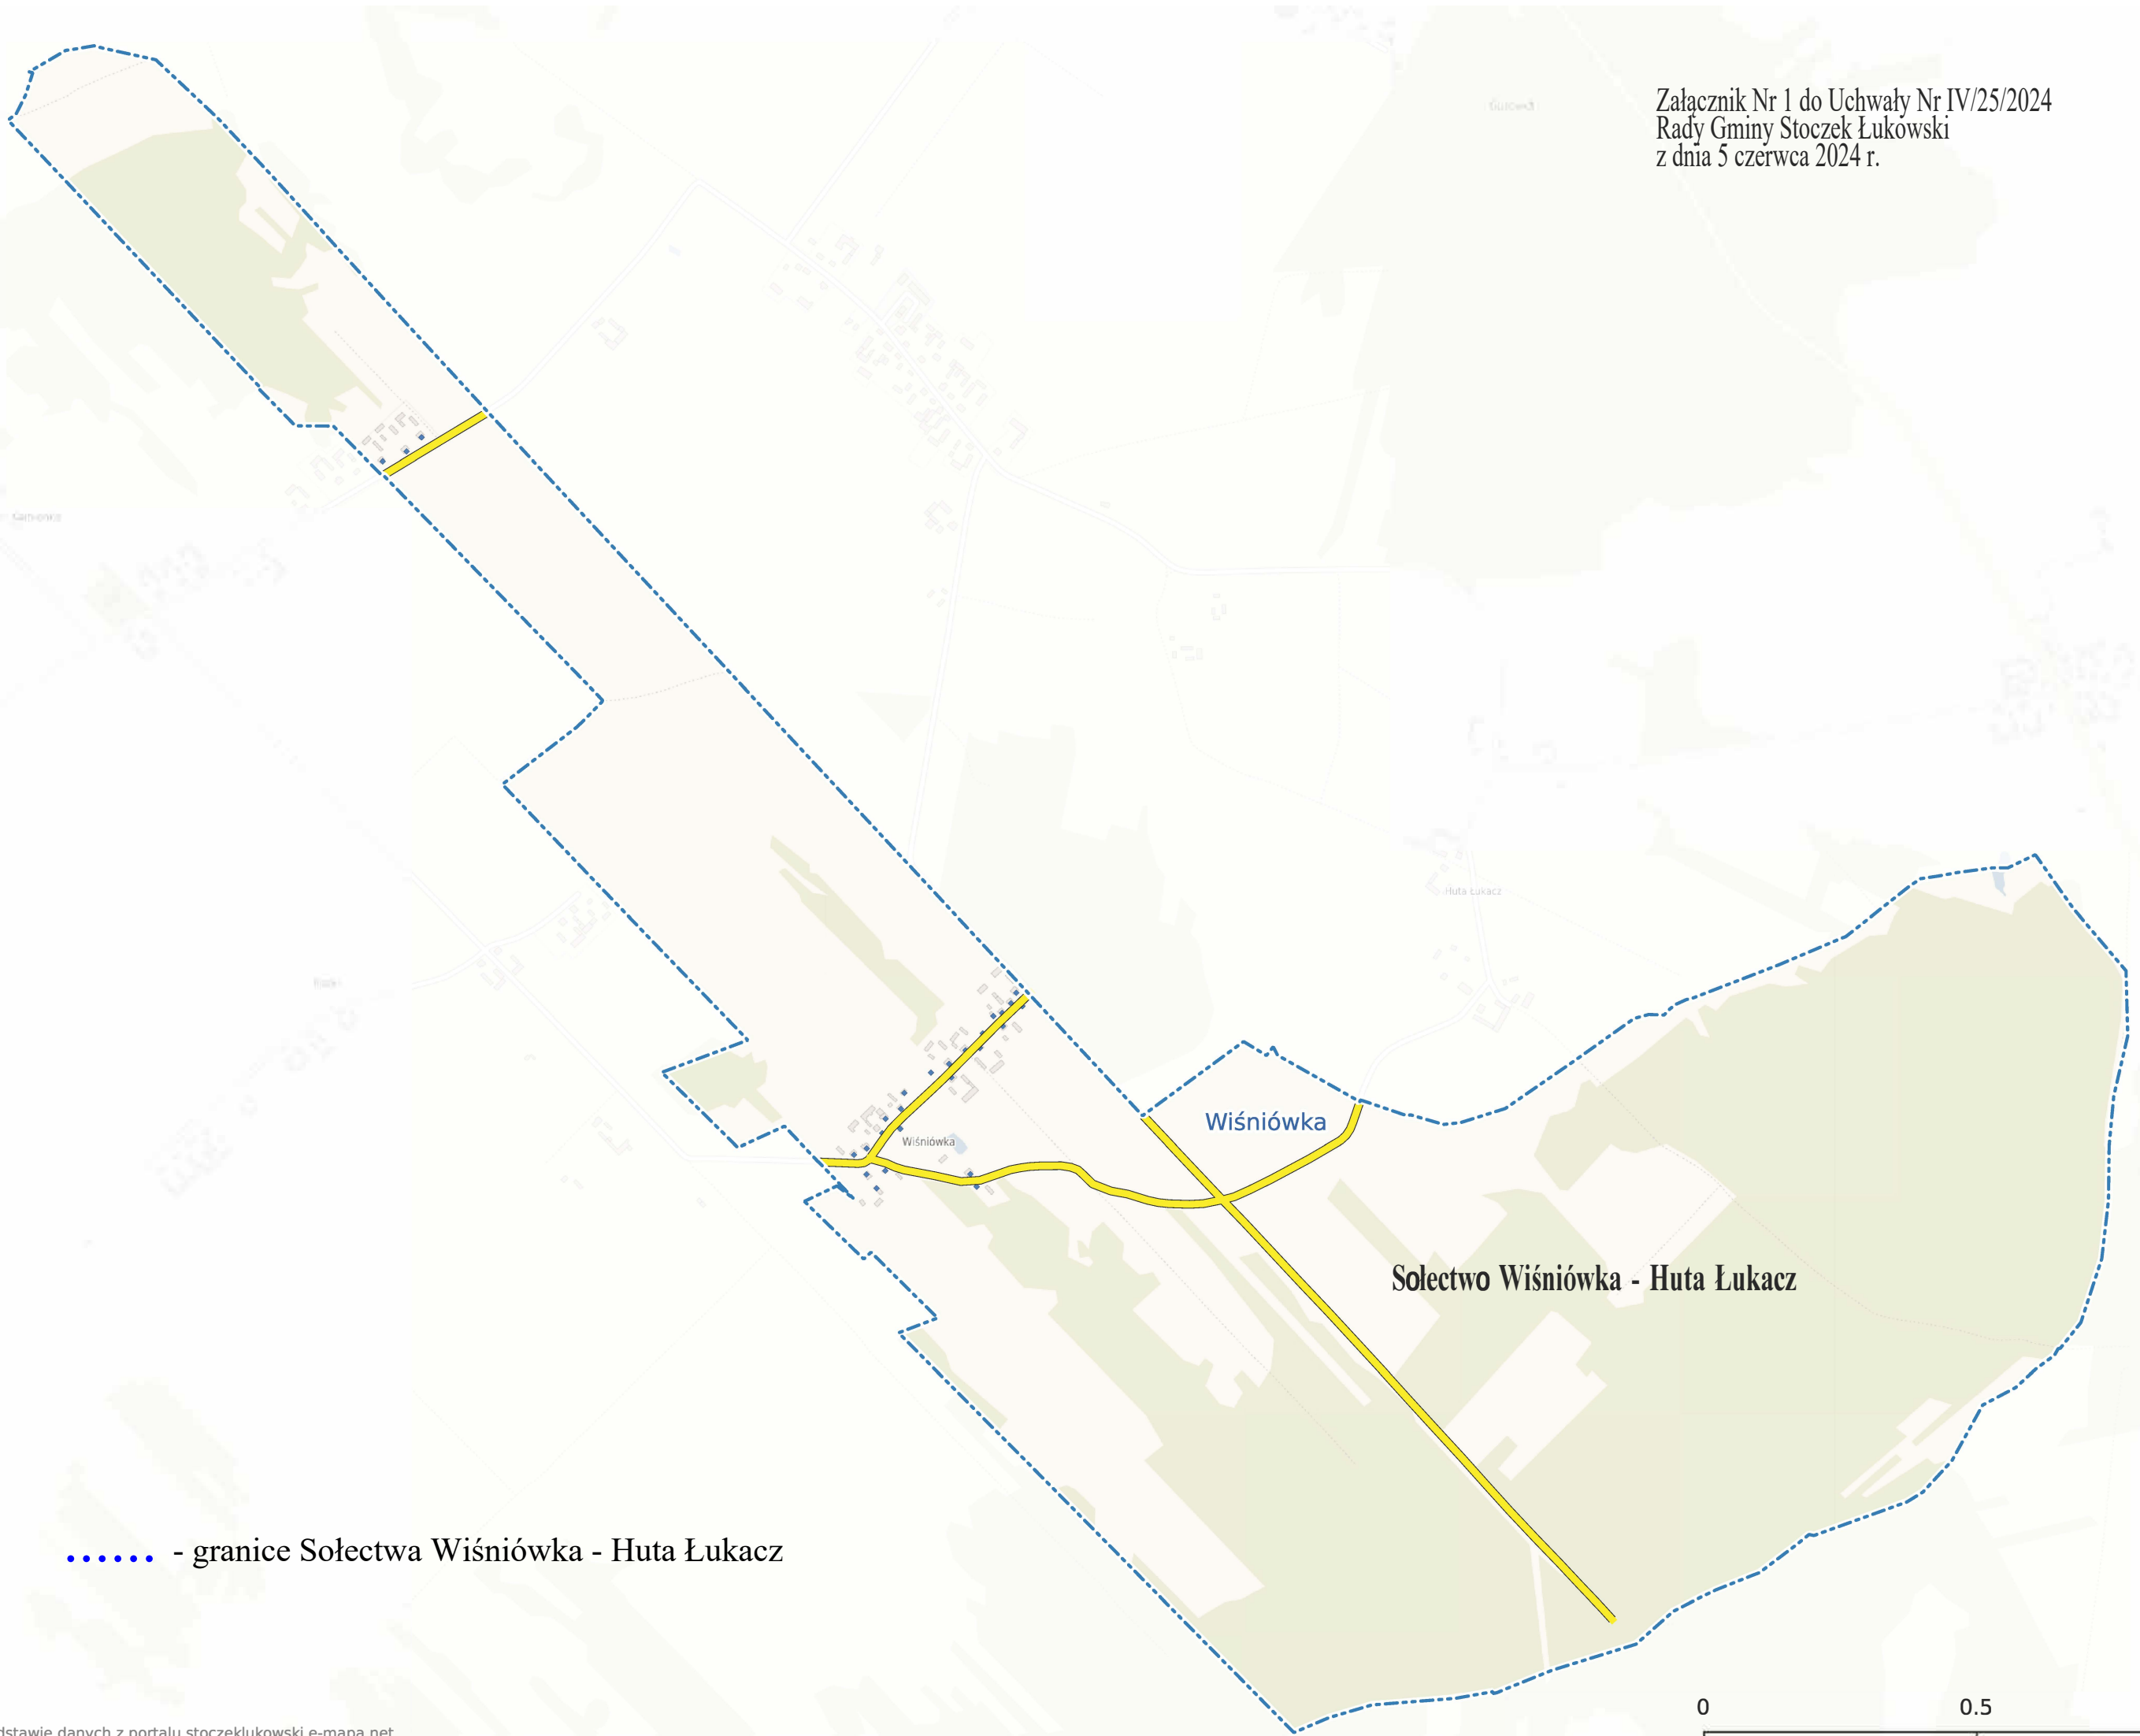 Załącznik Nr 1 do Uchwały Nr IV/25/2024
Rady Gminy Stoczek Łukowski
z dnia 5 czerwca 2024 r.
Huta Łukacz
Wiśniówka
Wiśniówka
Sołectwo Wiśniówka - Huta Łukacz
- granice Sołectwa Wiśniówka - Huta Łukacz
0 0.5
danych z portalu stoczeklukowski.e-mapa.net